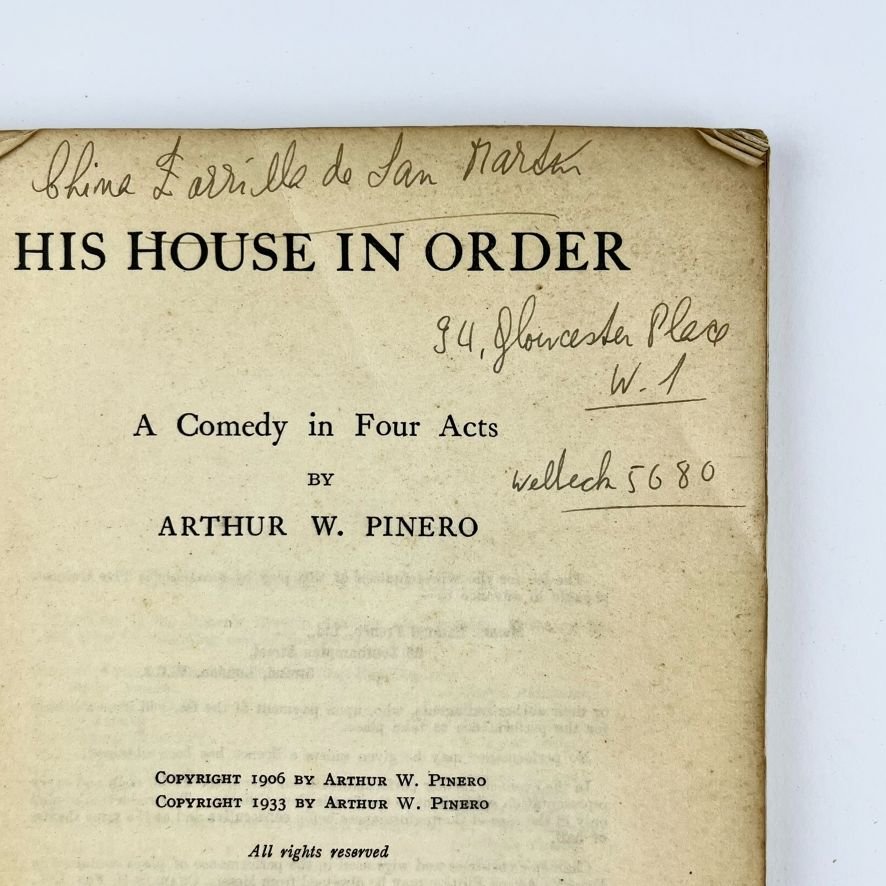 China Zorrilla de San Martín
HIS HOUSE IN ORDER
94, Gloucester Place
W. 1
A Comedy in Four Acts
Welbeck 5680
BY
ARTHUR W. PINERO
COPYRIGHT 1906 BY ARTHUR W. PINERO
COPYRIGHT 1933 BY ARTHUR W. PINERO
All rights reserved